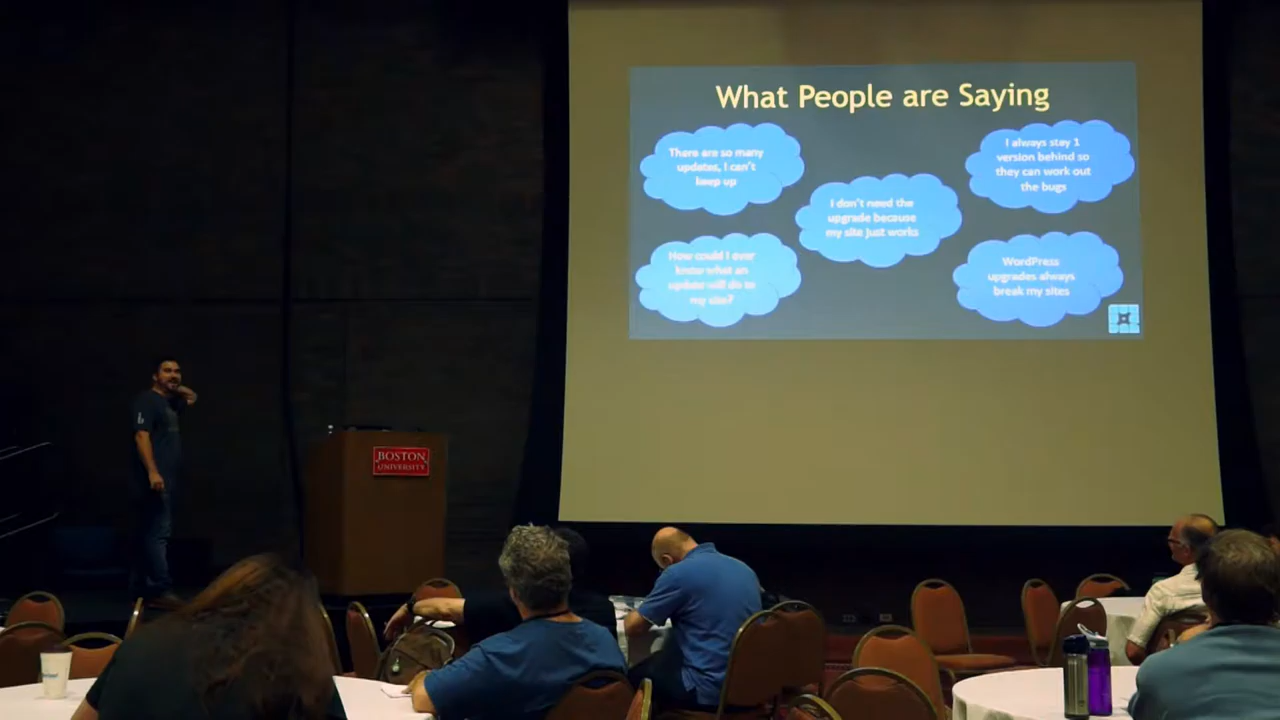 What People are Saying
There are so many
updates, I can't
keep up
I always stay 1
version behind so
they can work out
the bugs
I don't need the
upgrade because
my site just works
How could I ever
know what an
update will do to
my site?
WordPress
upgrades always
break my sites
BOSTON
UNIVERSITY